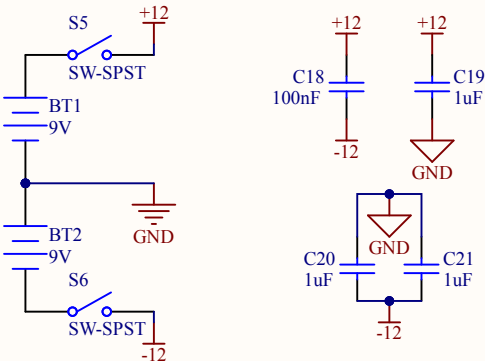 S5
+12
SW-SPST
BT1
9V
GND
BT2
9V
S6
SW-SPST
-12
+12
+12
C18
100nF
C19
1uF
-12
GND
GND
C20
1uF
C21
1uF
-12